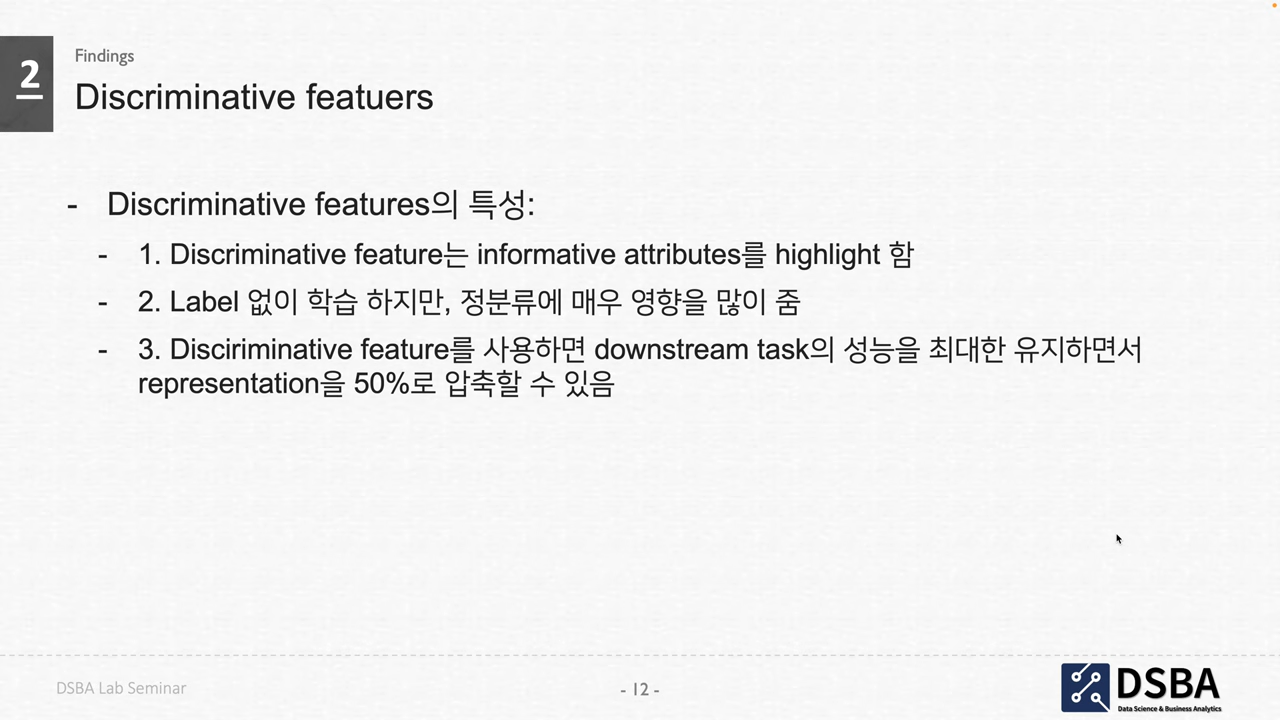 2
Findings
Discriminative featuers
- Discriminative features의 특성:
- 1. Discriminative feature는 informative attributes를 highlight 함
- 2. Label 없이 학습 하지만, 정분류에 매우 영향을 많이 줌
- 3. Disciriminative feature를 사용하면 downstream task의 성능을 최대한 유지하면서
representation을 50%로 압축할 수 있음
DSBA Lab Seminar
- 12 -
DSBA
Data Science & Business Analytics